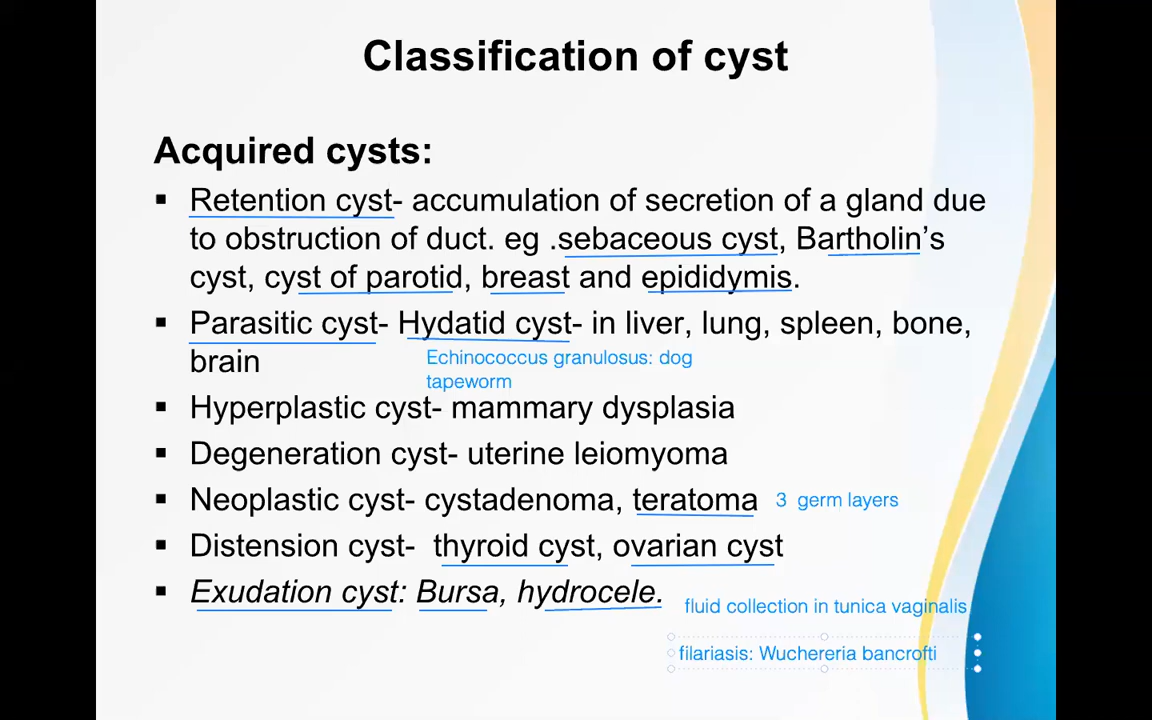 Classification of cyst
Acquired cysts:
▪ Retention cyst- accumulation of secretion of a gland due
to obstruction of duct. eg .sebaceous cyst, Bartholin’s
cyst, cyst of parotid, breast and epididymis.
▪ Parasitic cyst- Hydatid cyst- in liver, lung, spleen, bone,
brain
Echinococcus granulosus: dog
tapeworm
▪ Hyperplastic cyst- mammary dysplasia
▪ Degeneration cyst- uterine leiomyoma
▪ Neoplastic cyst- cystadenoma, teratoma 3 germ layers
▪ Distension cyst- thyroid cyst, ovarian cyst
▪ Exudation cyst: Bursa, hydrocele.
fluid collection in tunica vaginalis
filariasis: Wuchereria bancrofti